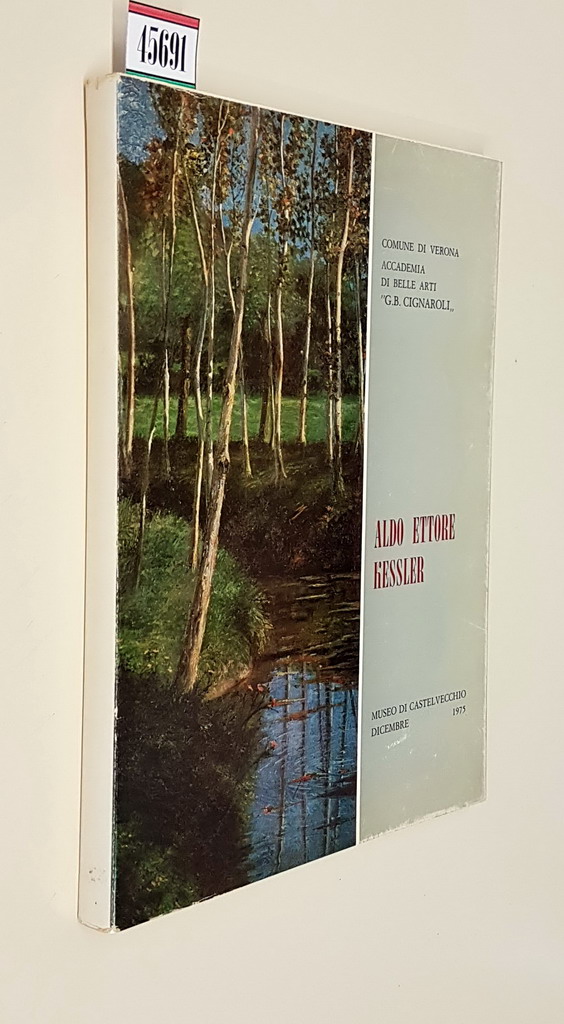 45691
COMUNE DI VERONA
ACCADEMIA
DI BELLE ARTI
"G.B. CIGNAROLI„
ALDO ETTORE
KESSLER
MUSEO DI CASTELVECCHIO
DICEMBRE 1975